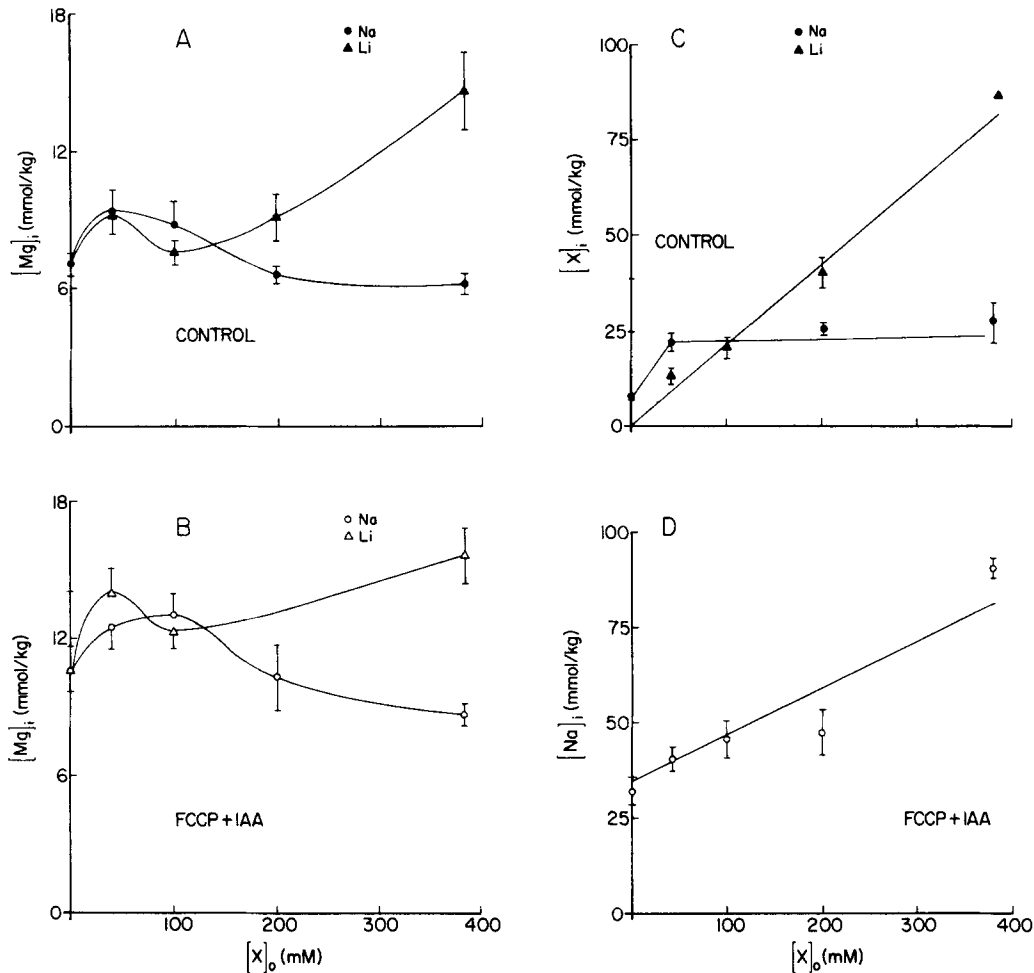 A
● Na
▲ Li
18
12
6
0
[Mg]i (mmol/kg)
CONTROL
C
● Na
▲ Li
100
75
50
25
0
[X]i (mmol/kg)
CONTROL
B
○ Na
△ Li
18
12
6
0
[Mg]i (mmol/kg)
FCCP+IAA
100
200
300
400
[X]o (mM)
D
100
75
50
25
0
[Na]i (mmol/kg)
FCCP+IAA
100
200
300
400
[X]o (mM)